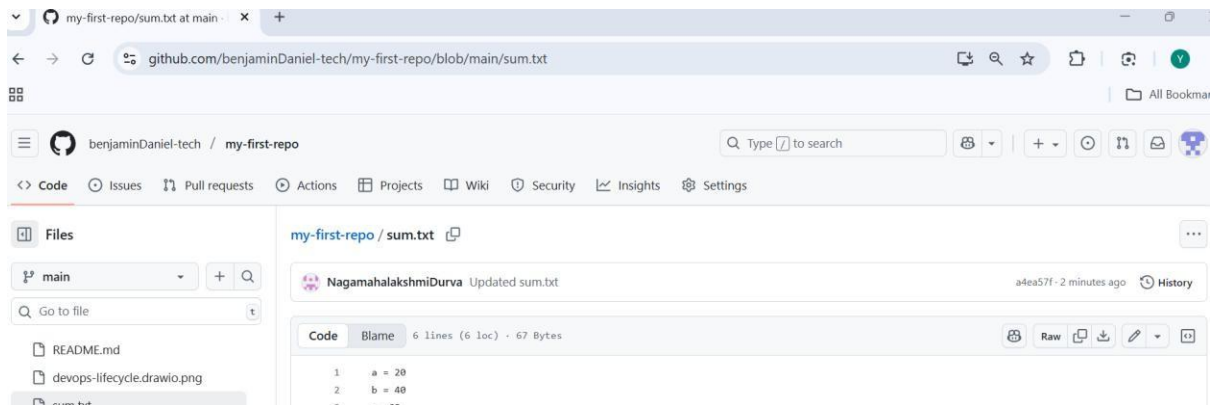 my-first-repo/sum.txt at main ·
github.com/benjaminDaniel-tech/my-first-repo/blob/main/sum.txt
Y
All Bookmar
benjaminDaniel-tech / my-first-repo
Type / to search
Code Issues Pull requests Actions Projects Wiki Security Insights Settings
Files
main
Go to file t
README.md
devops-lifecycle.drawio.png
sum.txt
my-first-repo / sum.txt
NagamahalakshmiDurva Updated sum.txt a4ea57f · 2 minutes ago History
Code Blame 6 lines (6 loc) · 67 Bytes Raw
1 a = 20
2 b = 40